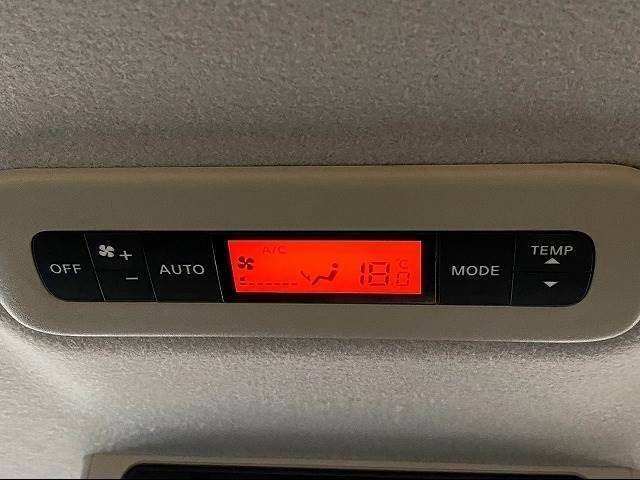 OFF
+
−
AUTO
A/C
18.0 °C
MODE
TEMP